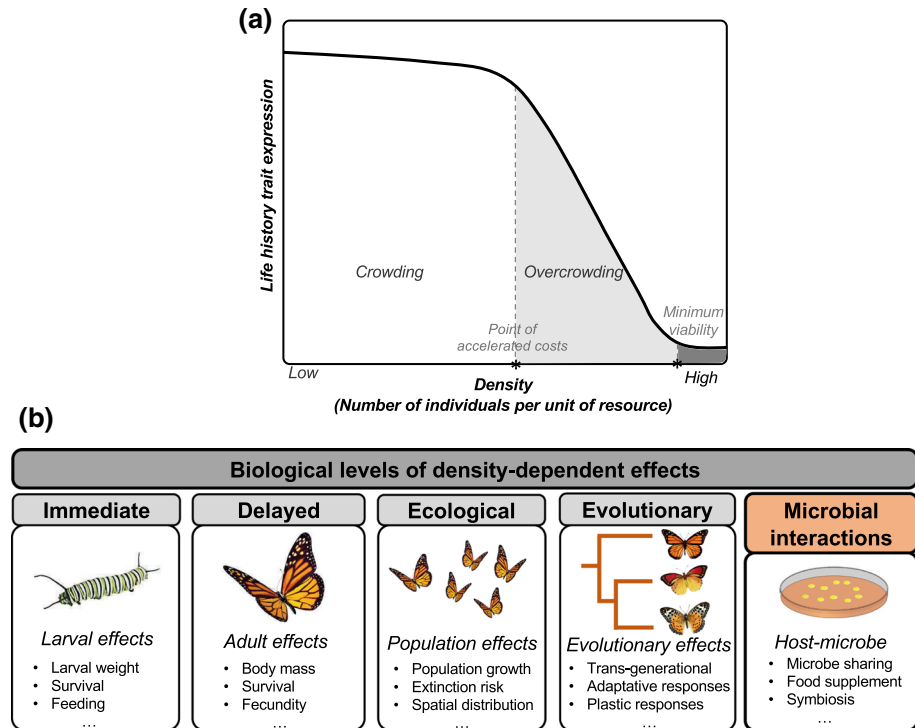 (a)
Life history trait expression
Crowding
Overcrowding
Minimum
viability
Point of
accelerated costs
*
*
Low
High
Density
(Number of individuals per unit of resource)
(b)
Biological levels of density-dependent effects
Immediate
Larval effects
• Larval weight
• Survival
• Feeding
...
Delayed
Adult effects
• Body mass
• Survival
• Fecundity
...
Ecological
Population effects
• Population growth
• Extinction risk
• Spatial distribution
...
Evolutionary
Evolutionary effects
• Trans-generational
• Adaptative responses
• Plastic responses
...
Microbial
interactions
Host-microbe
• Microbe sharing
• Food supplement
• Symbiosis
...